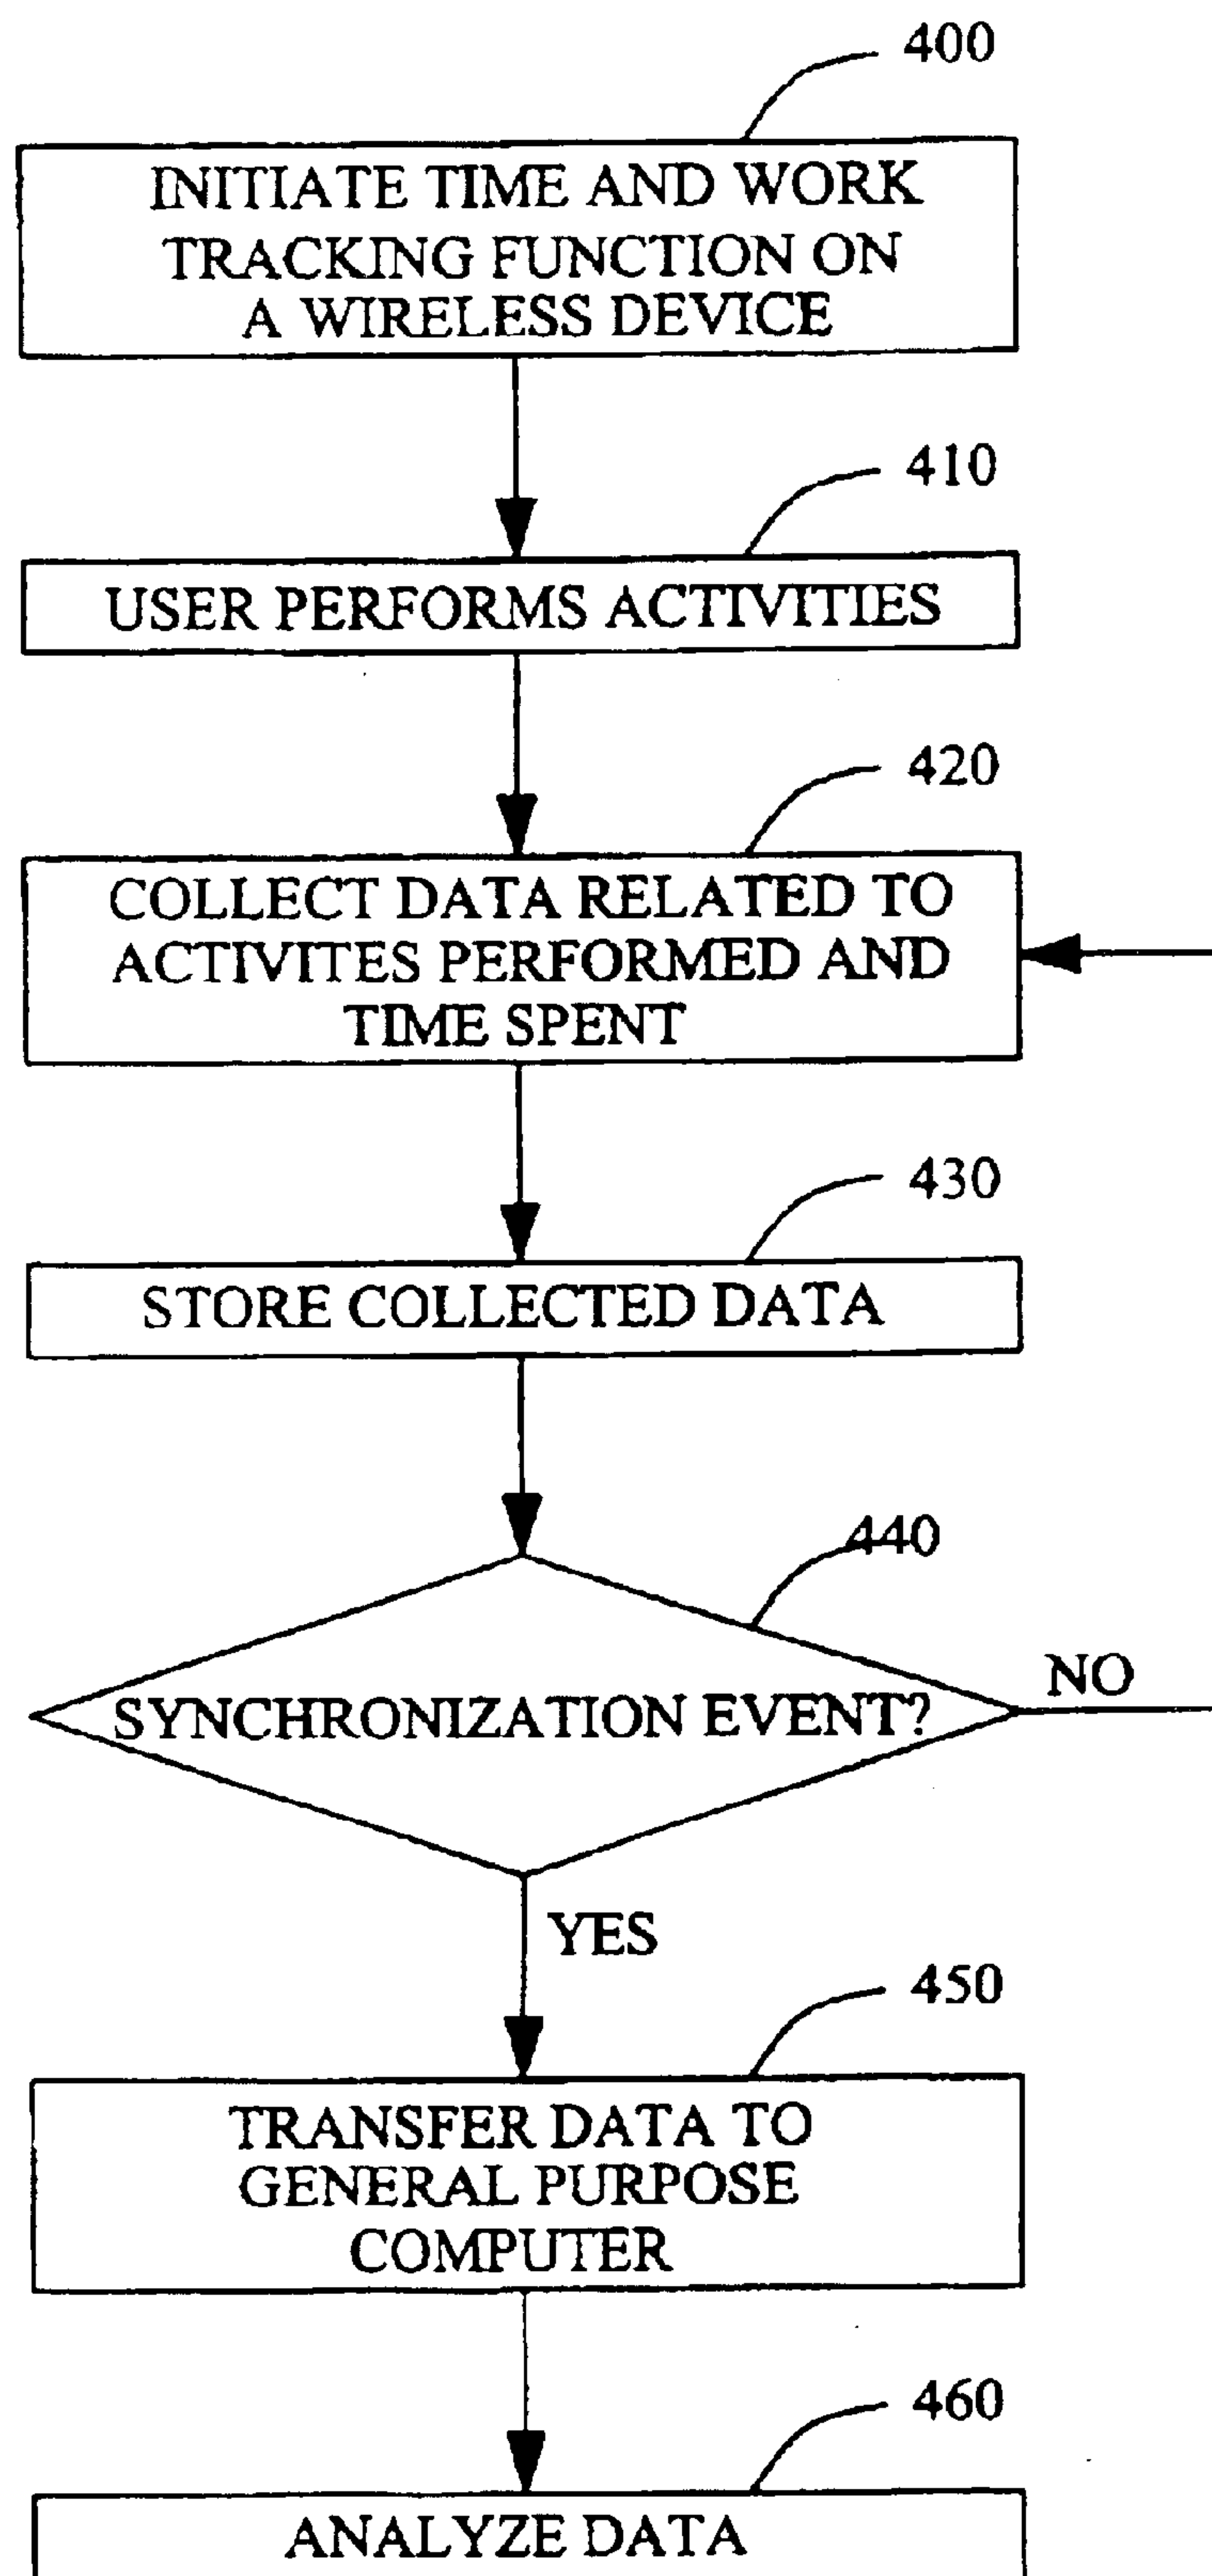 400
INITIATE TIME AND WORK
TRACKING FUNCTION ON
A WIRELESS DEVICE
410
USER PERFORMS ACTIVITIES
420
COLLECT DATA RELATED TO
ACTIVITES PERFORMED AND
TIME SPENT
430
STORE COLLECTED DATA
440
SYNCHRONIZATION EVENT?
NO
YES
450
TRANSFER DATA TO
GENERAL PURPOSE
COMPUTER
460
ANALYZE DATA